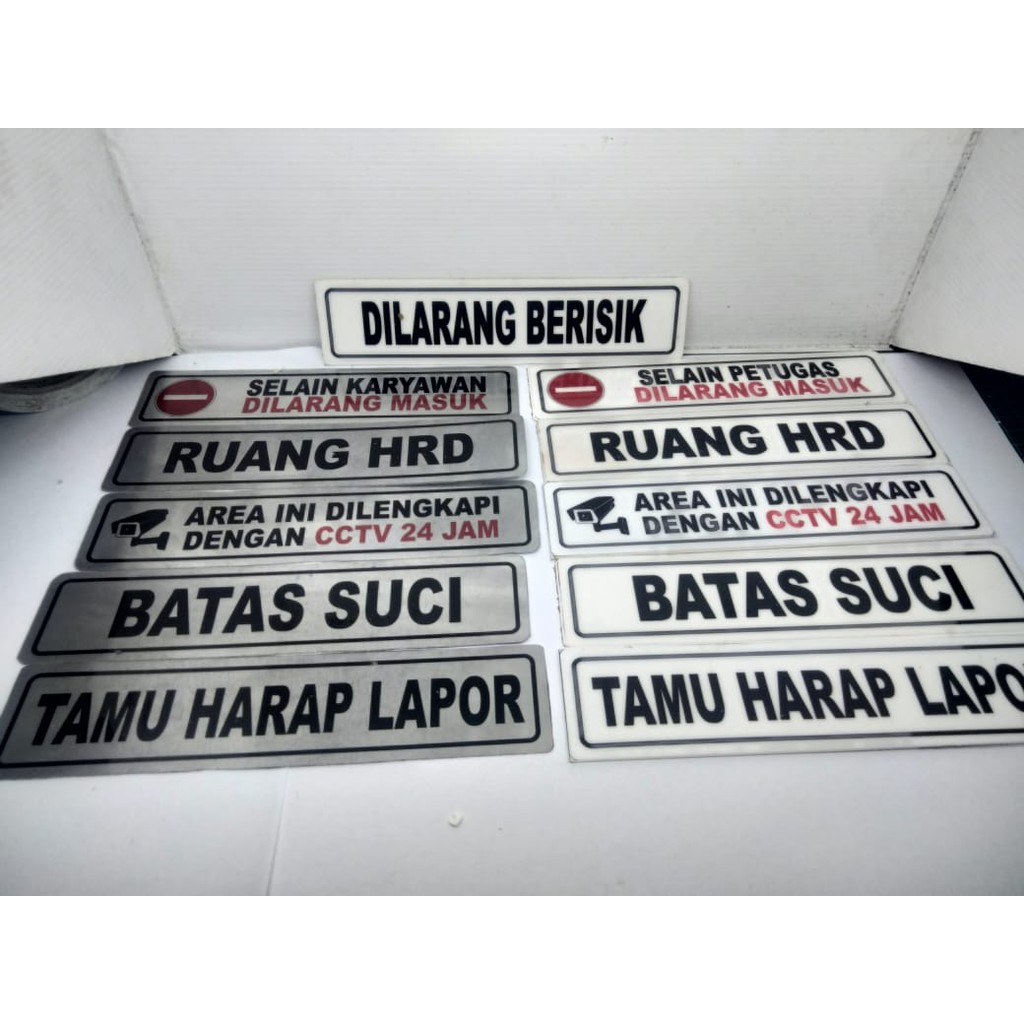 DILARANG BERISIK
SELAIN KARYAWAN
DILARANG MASUK
RUANG HRD
AREA INI DILENGKAPI
DENGAN CCTV 24 JAM
BATAS SUCI
TAMU HARAP LAPOR
SELAIN PETUGAS
DILARANG MASUK
RUANG HRD
AREA INI DILENGKAPI
DENGAN CCTV 24 JAM
BATAS SUCI
TAMU HARAP LAPO